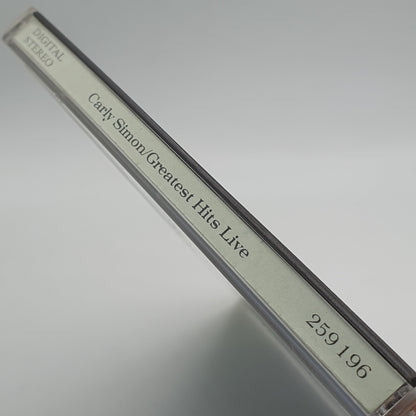 DIGITAL
STEREO
Carly Simon/Greatest Hits Live
259 196